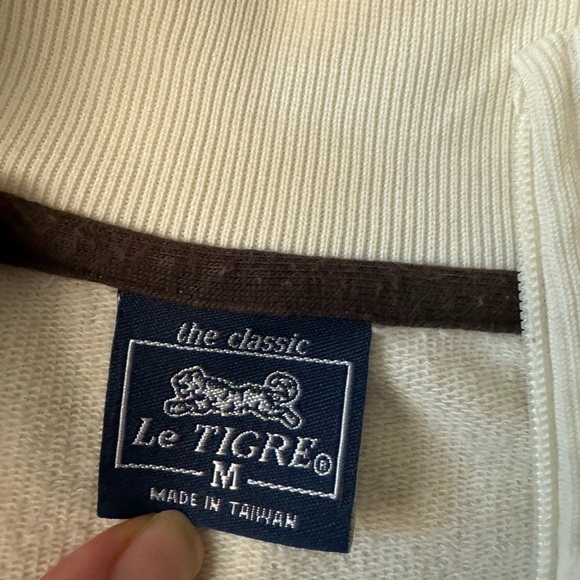 the classic
Le TIGRE®
M
MADE IN TAIWAN